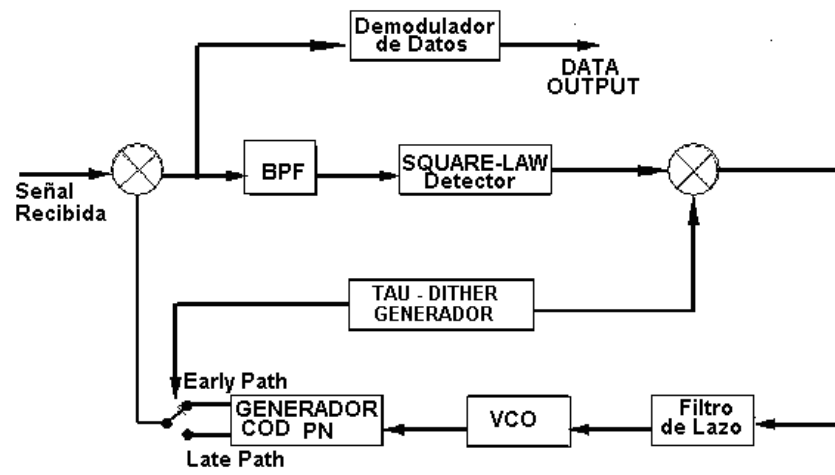 Demodulador
de Datos
DATA
OUTPUT
BPF
SQUARE-LAW
Detector
Señal
Recibida
TAU - DITHER
GENERADOR
Early Path
GENERADOR
COD PN
Late Path
VCO
Filtro
de Lazo